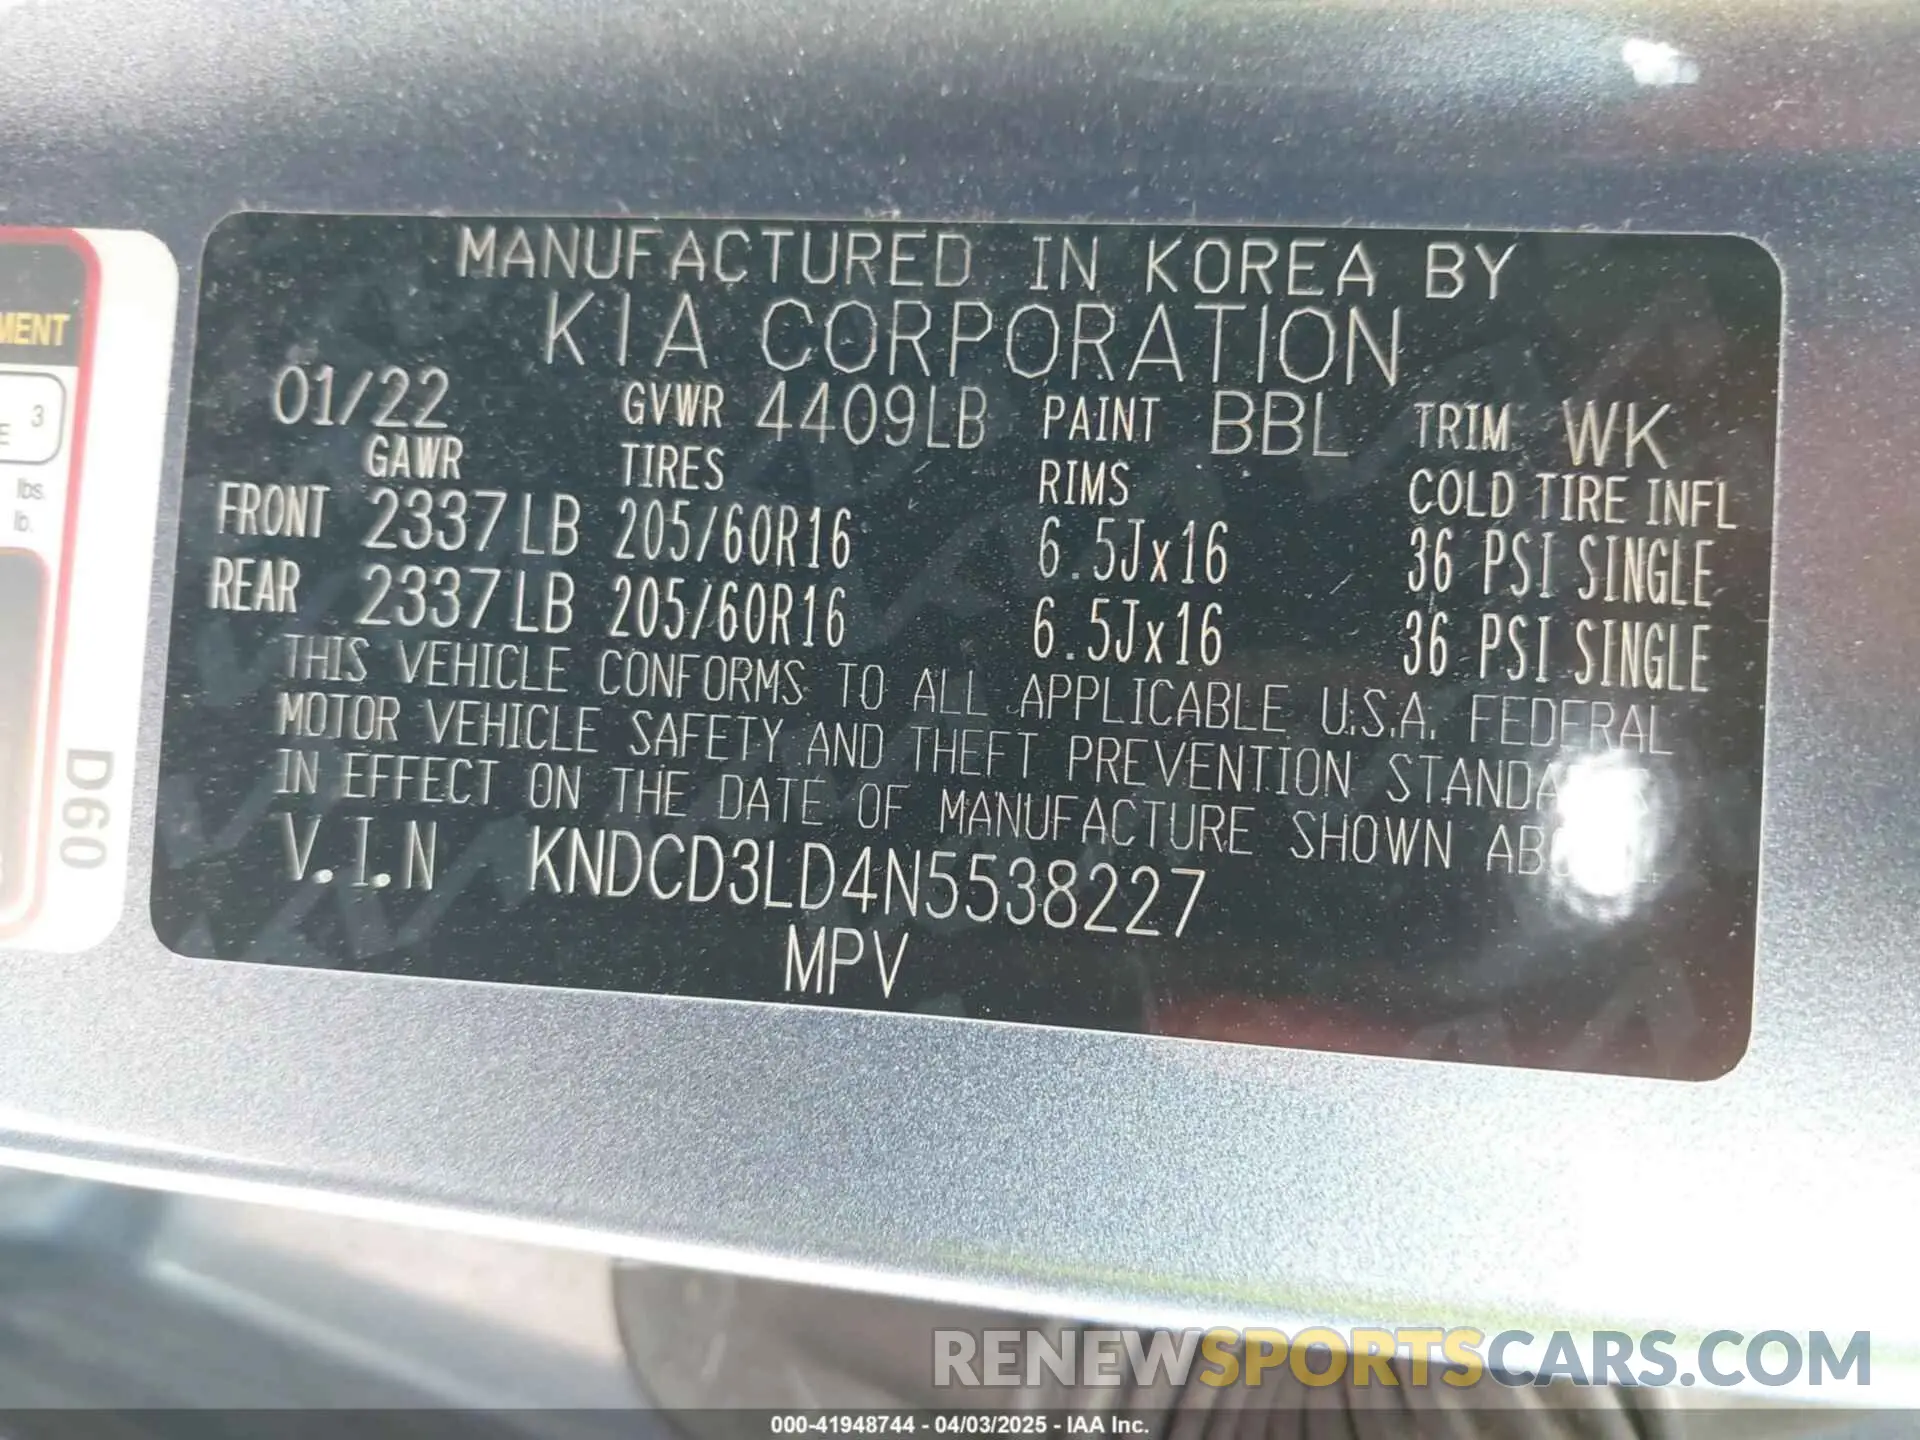 MANUFACTURED IN KOREA BY
KIA CORPORATION
01/22 GVWR 4409LB PAINT BBL TRIM WK
GAWR TIRES RIMS COLD TIRE INFL
FRONT 2337LB 205/60R16 6.5Jx16 36 PSI SINGLE
REAR 2337LB 205/60R16 6.5Jx16 36 PSI SINGLE
THIS VEHICLE CONFORMS TO ALL APPLICABLE U.S.A. FEDERAL
MOTOR VEHICLE SAFETY AND THEFT PREVENTION
IN EFFECT ON THE DATE OF MANUFACTURE SHOWN
V.I.N KNDCD3LD4N5538227
MPV
MENT
3
E
lbs.
lb.
D60
RENEWSPORTSCARS.COM
000-41948744 - 04/03/2025 - IAA Inc.